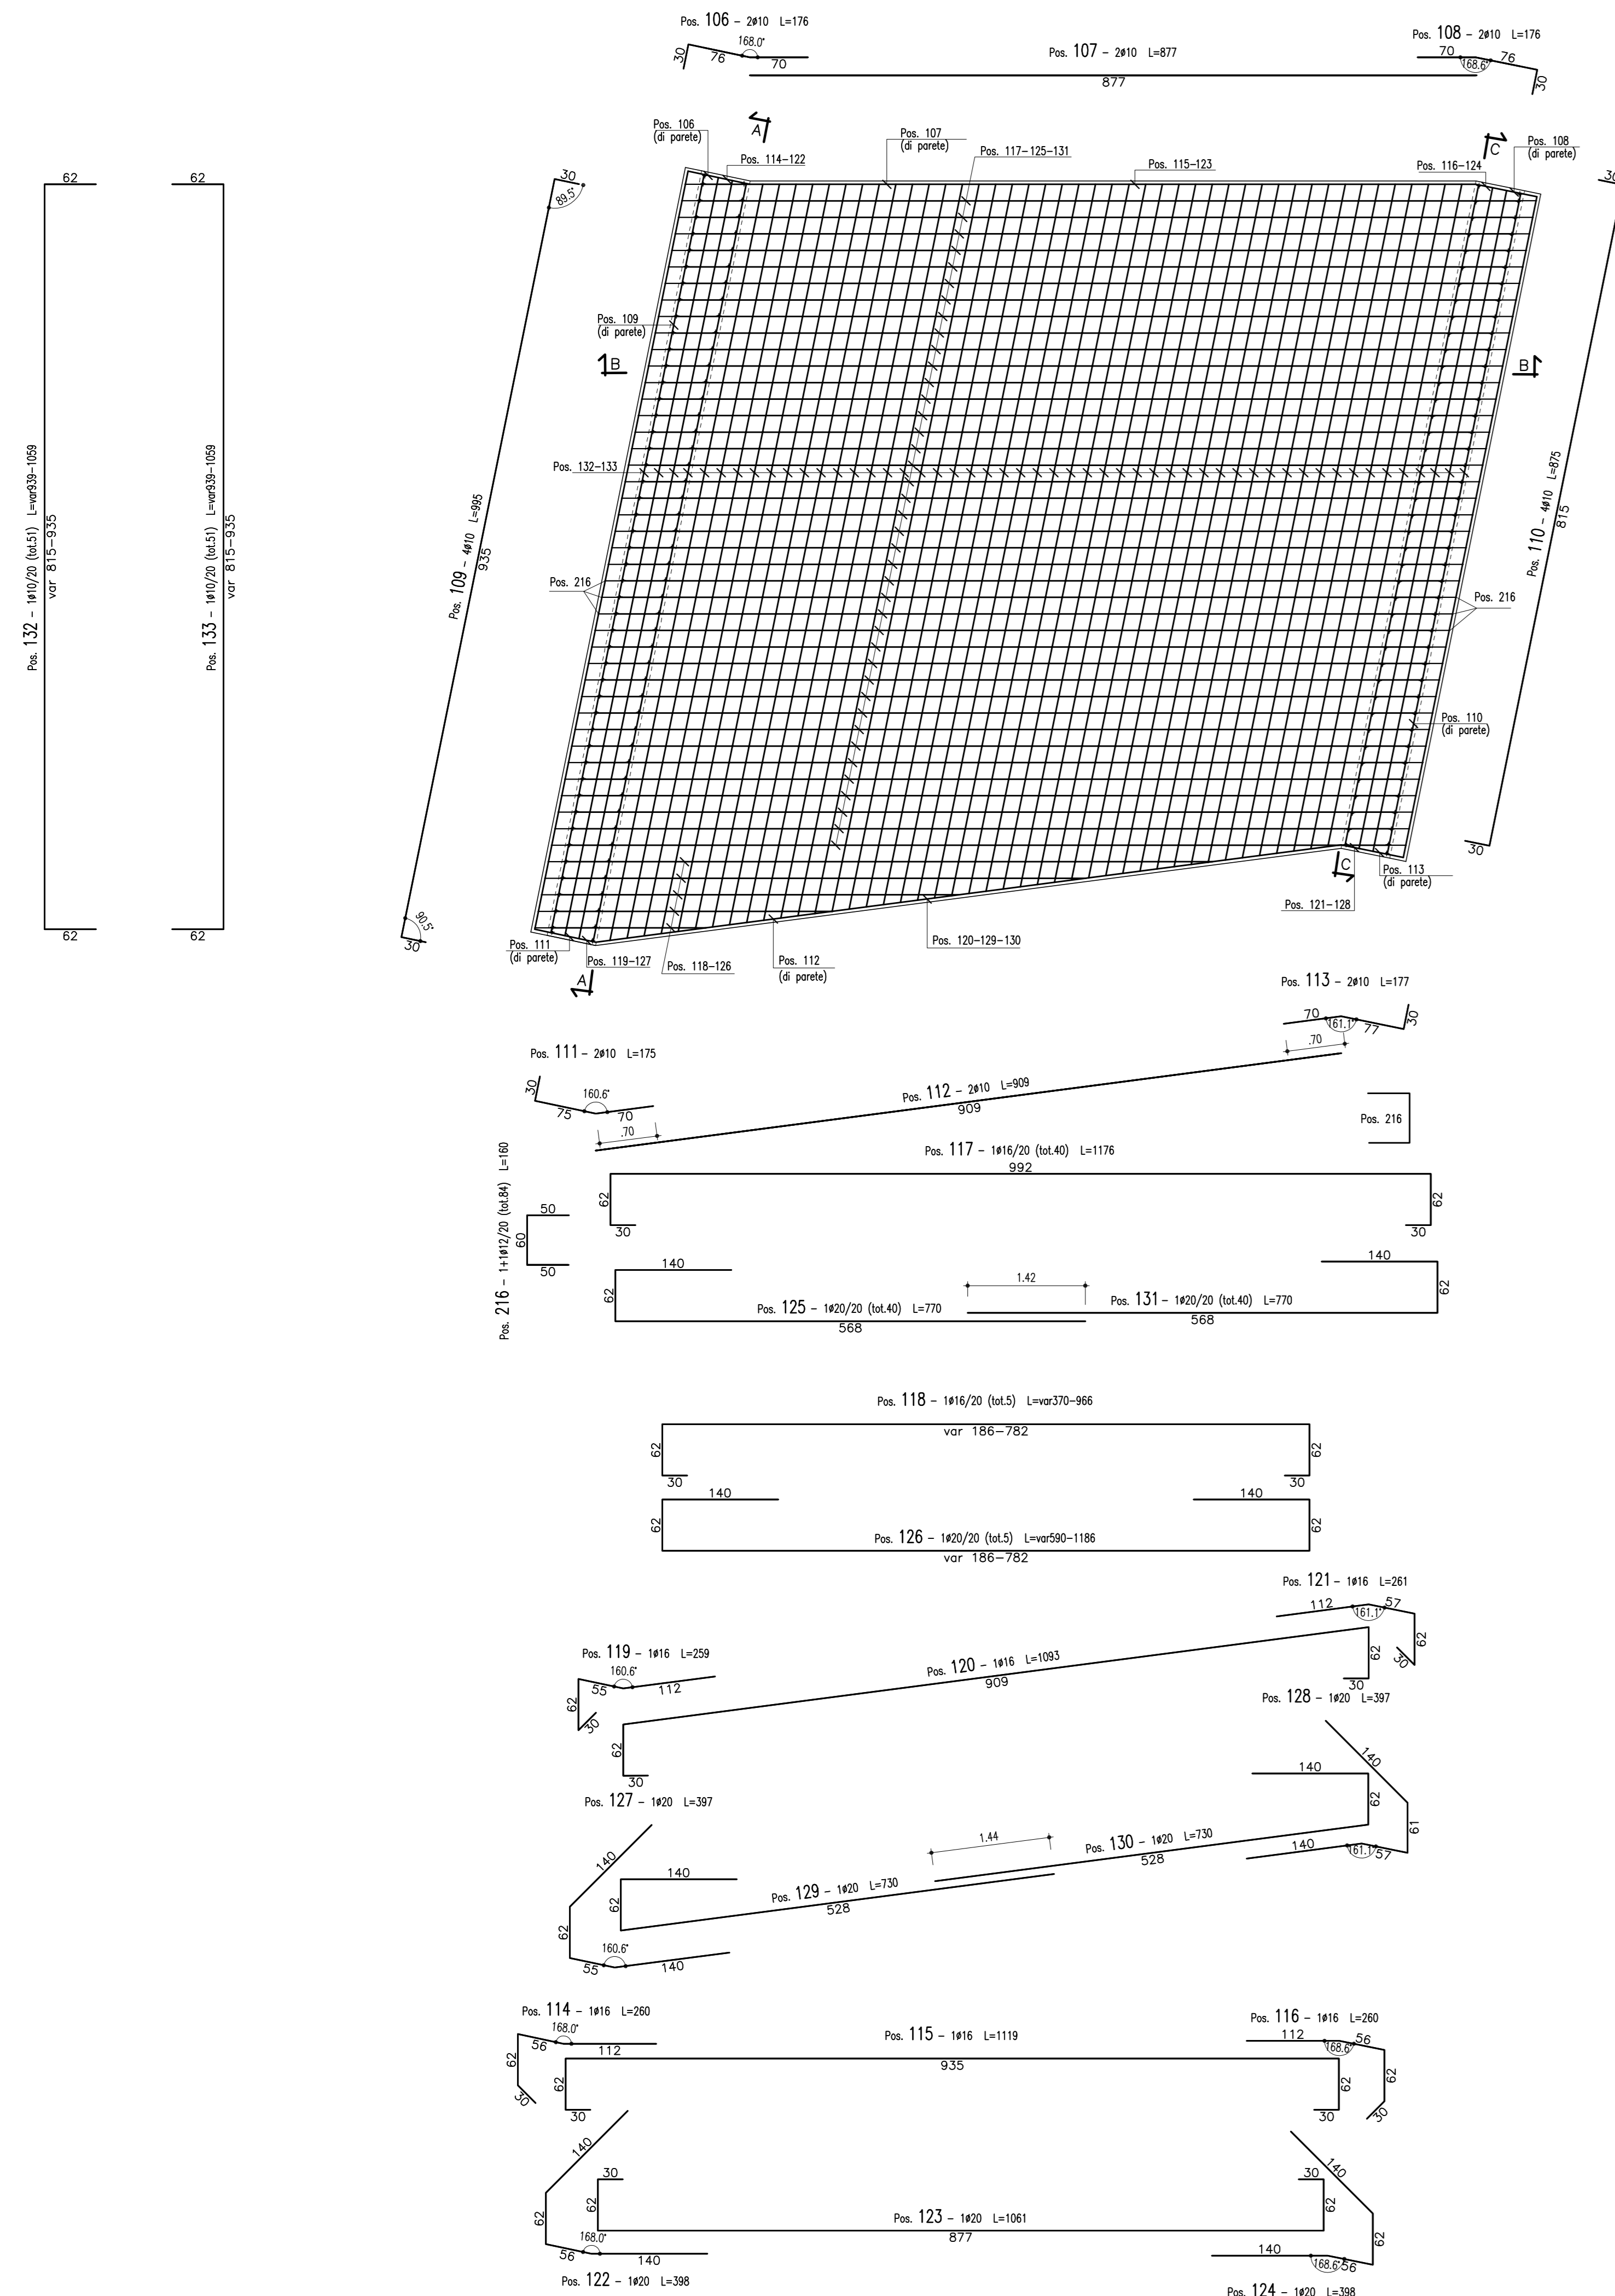 Pos. 106 - 2ø10 L=176
30
76
168.0°
70
Pos. 107 - 2ø10 L=877
877
Pos. 108 - 2ø10 L=176
70
168.6°
76
30
Pos. 106
(di parete)
A
Pos. 107
(di parete)
C
Pos. 108
(di parete)
Pos. 114-122
Pos. 117-125-131
Pos. 115-123
Pos. 116-124
62
62
30
89.5°
30
Pos. 109
(di parete)
B
B
Pos. 132-133
Pos. 132 - 1ø10/20 (tot.51) L=var939-1059
var 815-935
Pos. 133 - 1ø10/20 (tot.51) L=var939-1059
var 815-935
Pos. 109 - 4ø10 L=995
935
Pos. 110 - 4ø10 L=875
815
Pos. 216
Pos. 216
Pos. 110
(di parete)
30
62
62
90.5°
30
C
Pos. 113
(di parete)
Pos. 121-128
Pos. 111
(di parete)
Pos. 119-127
Pos. 118-126
Pos. 112
(di parete)
Pos. 120-129-130
A
Pos. 113 - 2ø10 L=177
70
161.1°
77
30
.70
Pos. 111 - 2ø10 L=175
30
75
160.6°
70
.70
Pos. 112 - 2ø10 L=909
909
Pos. 216
Pos. 117 - 1ø16/20 (tot.40) L=1176
992
62
30
62
30
Pos. 216 - 1+1ø12/20 (tot.84) L=160
50
60
50
140
62
1.42
140
62
Pos. 125 - 1ø20/20 (tot.40) L=770
568
Pos. 131 - 1ø20/20 (tot.40) L=770
568
Pos. 118 - 1ø16/20 (tot.5) L=var370-966
var 186-782
62
30
62
30
140
62
140
62
Pos. 126 - 1ø20/20 (tot.5) L=var590-1186
var 186-782
Pos. 121 - 1ø16 L=261
112
161.1°
57
62
30
Pos. 119 - 1ø16 L=259
160.6°
55
112
62
30
Pos. 120 - 1ø16 L=1093
909
62
30
62
30
Pos. 128 - 1ø20 L=397
140
140
62
61
140
161.1°
57
Pos. 127 - 1ø20 L=397
140
62
160.6°
55
140
140
62
1.44
Pos. 129 - 1ø20 L=730
528
Pos. 130 - 1ø20 L=730
528
Pos. 114 - 1ø16 L=260
168.0°
56
112
62
30
Pos. 115 - 1ø16 L=1119
935
62
30
62
30
Pos. 116 - 1ø16 L=260
112
168.6°
56
62
30
140
62
168.0°
56
140
Pos. 122 - 1ø20 L=398
30
62
Pos. 123 - 1ø20 L=1061
877
30
62
140
62
140
168.6°
56
Pos. 124 - 1ø20 L=398